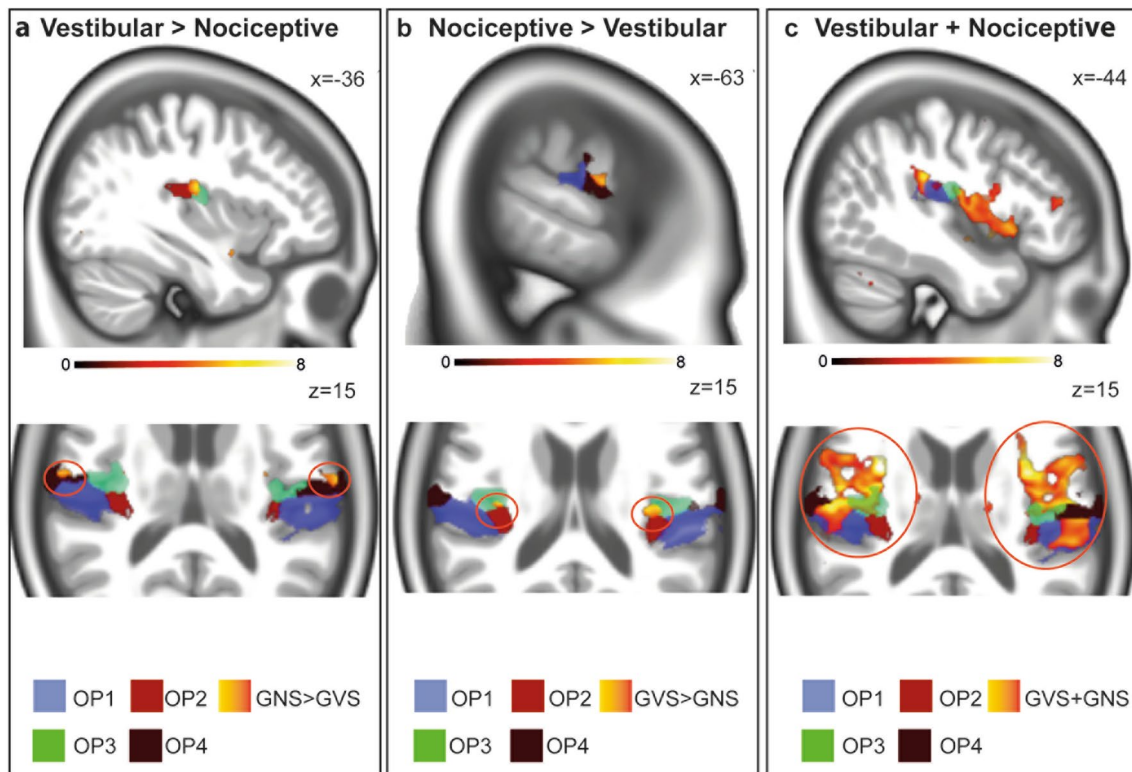 a Vestibular > Nociceptive
x=-36
0 8
z=15
OP1 OP2 GNS>GVS
OP3 OP4
b Nociceptive > Vestibular
x=-63
0 8
z=15
OP1 OP2 GVS>GNS
OP3 OP4
c Vestibular + Nociceptive
x=-44
0 8
z=15
OP1 OP2 GVS+GNS
OP3 OP4